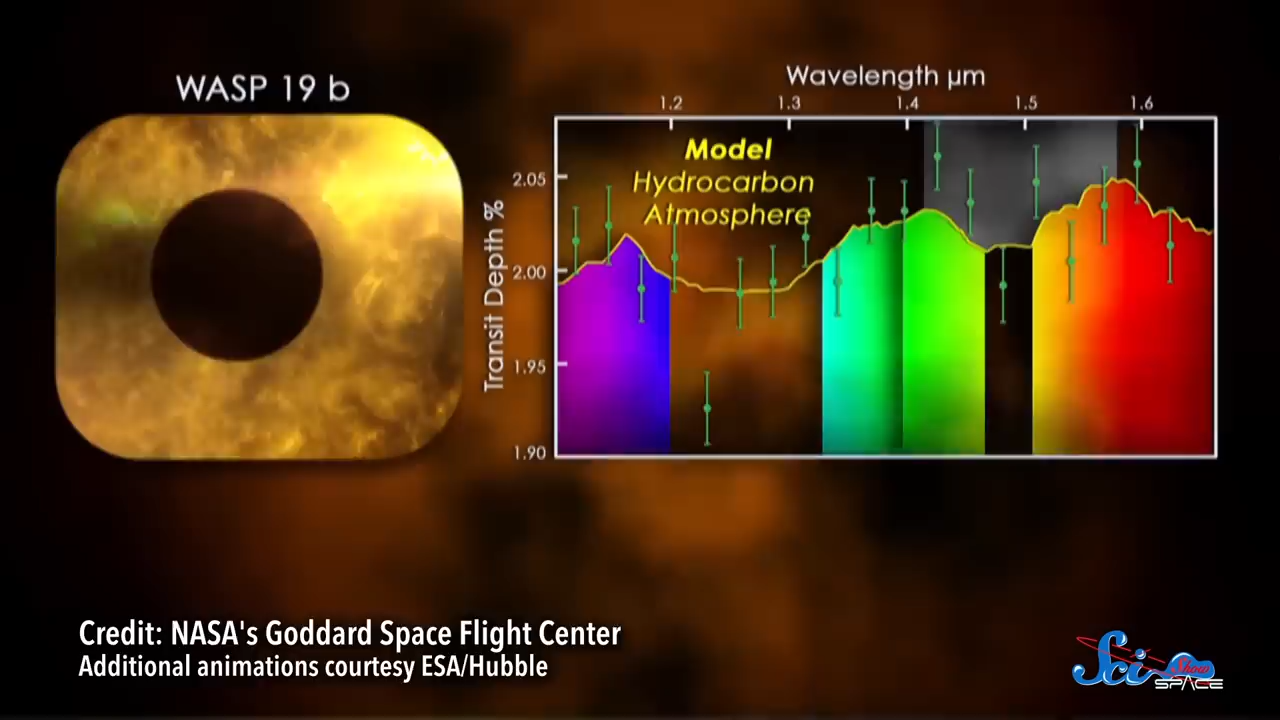 WASP 19 b
Wavelength μm
1.2 1.3 1.4 1.5 1.6
Model
Hydrocarbon
Atmosphere
Transit Depth %
2.05
2.00
1.95
1.90
Credit: NASA's Goddard Space Flight Center
Additional animations courtesy ESA/Hubble
Sci Show
SPACE